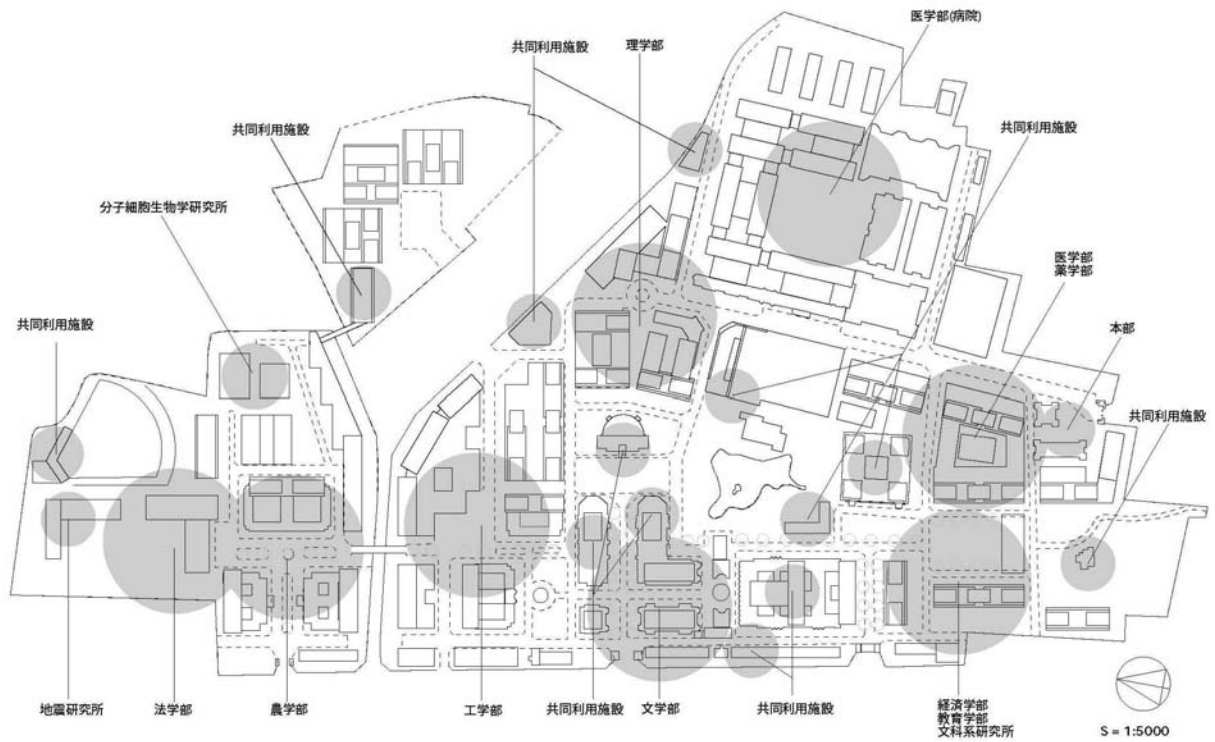 医学部(病院)
共同利用施設
理学部
共同利用施設
共同利用施設
分子細胞生物学研究所
医学部
薬学部
共同利用施設
本部
共同利用施設
地震研究所
法学部
農学部
工学部
共同利用施設
文学部
共同利用施設
経済学部
教育学部
文科系研究所
S = 1:5000